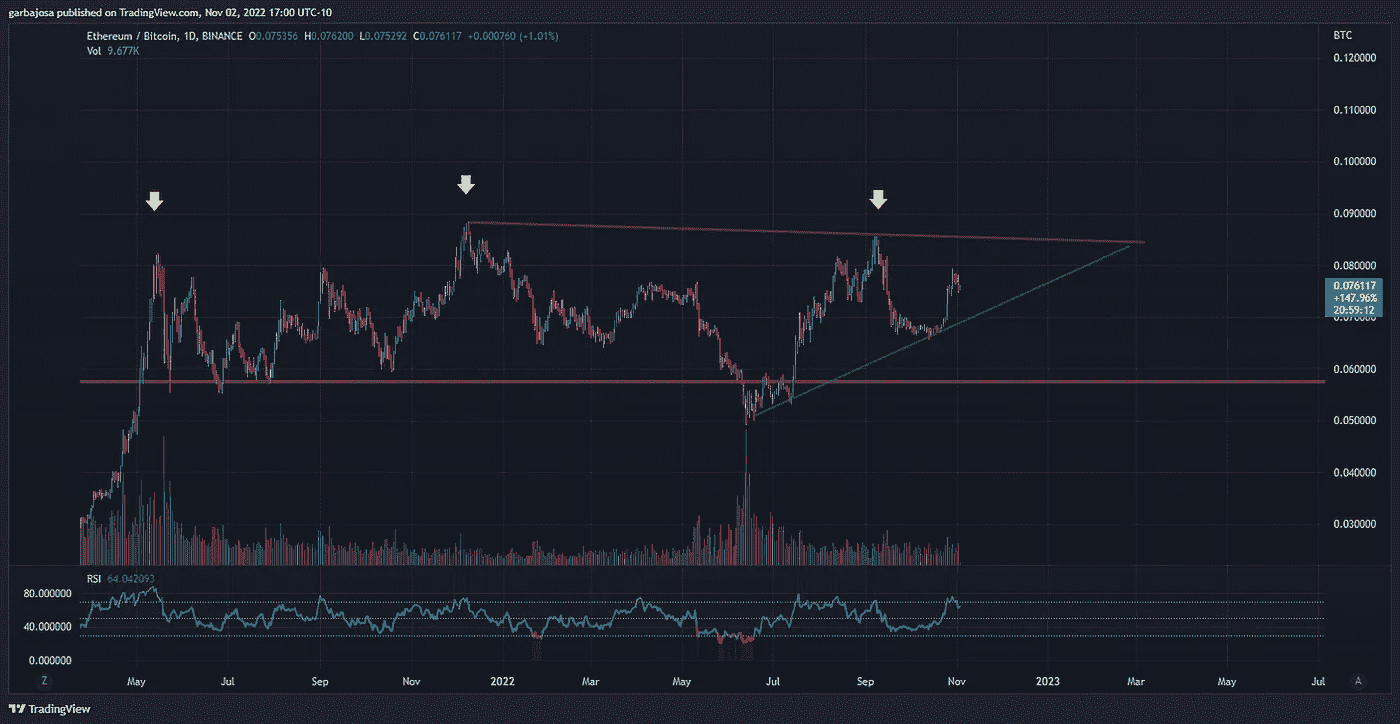 garbajosa published on TradingView.com, Nov 02, 2022 17:00 UTC-10
Ethereum / Bitcoin, 1D, BINANCE O0.075356 H0.076200 L0.075292 C0.076117 +0.000760 (+1.01%)
Vol 9.677K
BTC
0.120000
0.110000
0.100000
0.090000
0.080000
0.076117
+147.96%
20:59:12
0.070000
0.060000
0.050000
0.040000
0.030000
RSI 64.042093
80.000000
40.000000
0.000000
Z May Jul Sep Nov 2022 Mar May Jul Sep Nov 2023 Mar May Jul A
TradingView